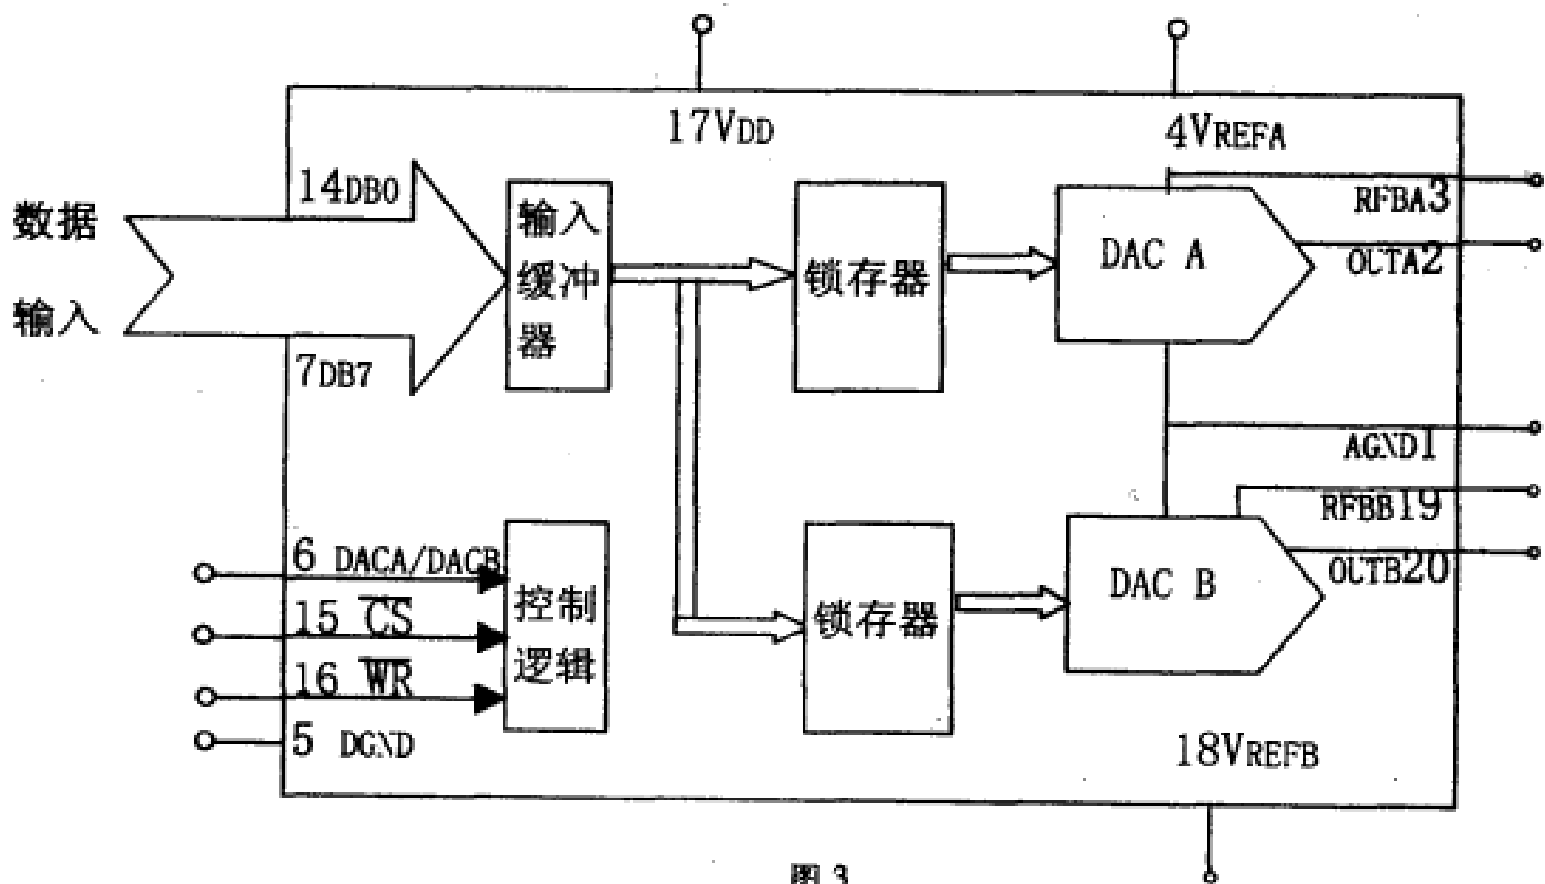 17VDD
4VREFA
14DB0
数据
输入
7DB7
输入
缓冲
器
锁存器
DAC A
RFBA3
OUTA2
AGND1
RFBB19
OUTB20
6 DACA/DACB
15 C̅S̅
16 W̅R̅
5 DGND
控制
逻辑
锁存器
DAC B
18VREFB
图 3